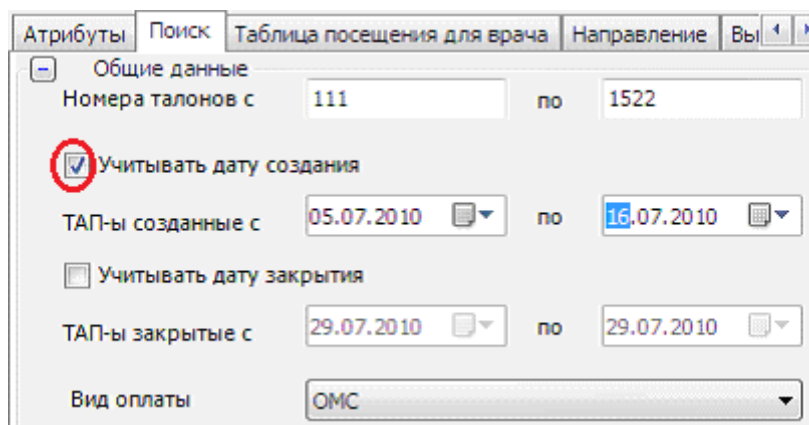 Атрибуты Поиск Таблица посещения для врача Направление Вы
Общие данные
Номера талонов с 111 по 1522
Учитывать дату создания
ТАП-ы созданные с 05.07.2010 по 16.07.2010
Учитывать дату закрытия
ТАП-ы закрытые с 29.07.2010 по 29.07.2010
Вид оплаты ОМС